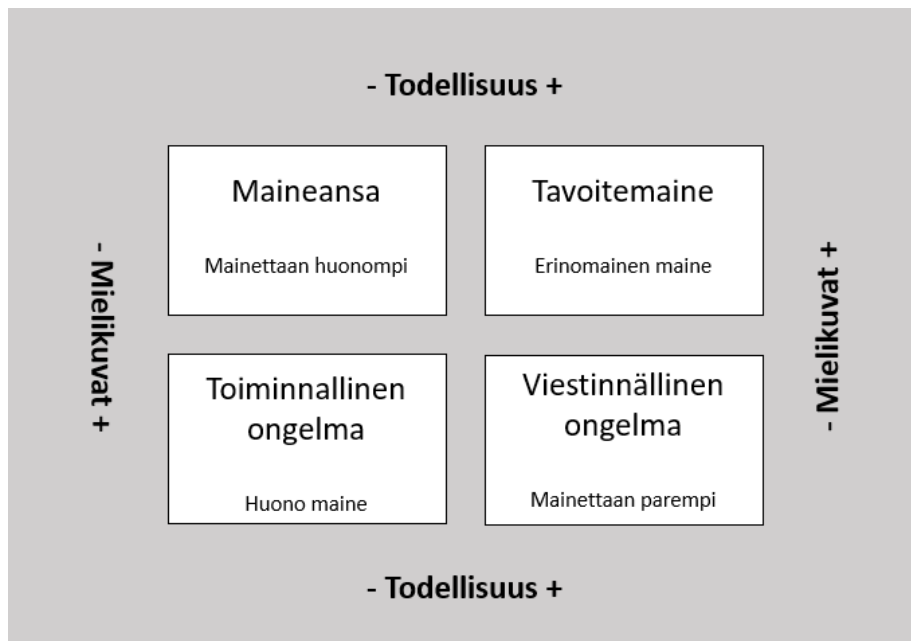 - Todellisuus +
Maineansa
Mainettaan huonompi
Tavoitemaine
Erinomainen maine
- Mielikuvat +
- Mielikuvat +
Toiminnallinen
ongelma
Huono maine
Viestinnällinen
ongelma
Mainettaan parempi
- Todellisuus +